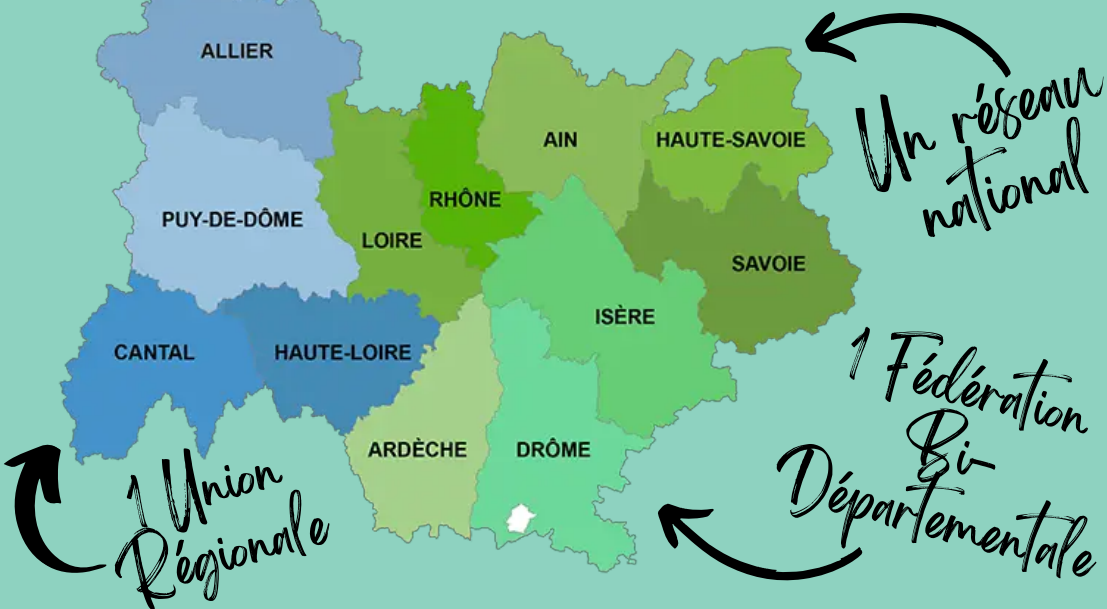 ALLIER
AIN
HAUTE-SAVOIE
Un réseau
national
RHÔNE
PUY-DE-DÔME
LOIRE
SAVOIE
ISÈRE
CANTAL
HAUTE-LOIRE
1 Fédération
Bi-
Départementale
ARDÈCHE
DRÔME
1 Union
Régionale